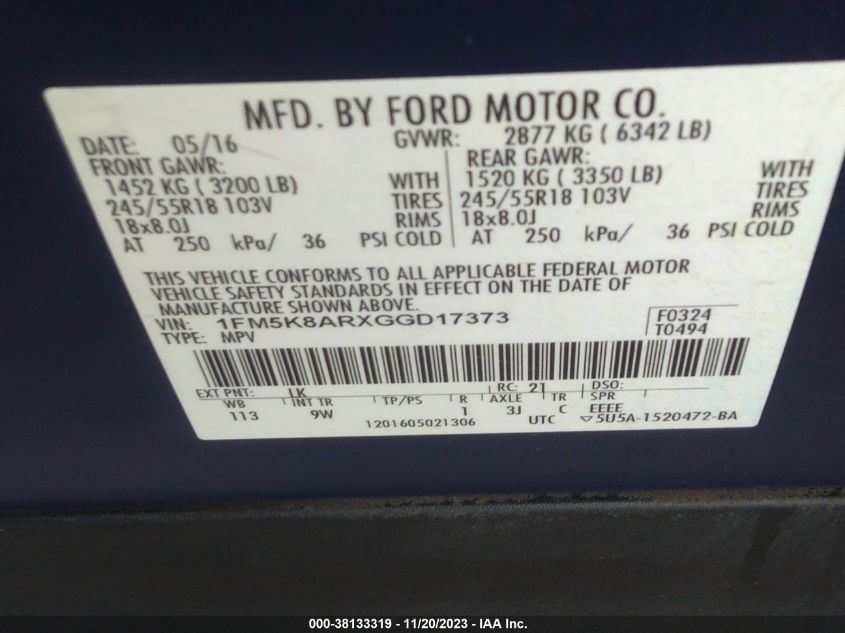 MFD. BY FORD MOTOR CO.
DATE: 05/16 GVWR: 2877 KG ( 6342 LB)
FRONT GAWR: REAR GAWR:
1452 KG ( 3200 LB) WITH 1520 KG ( 3350 LB) WITH
245/55R18 103V TIRES 245/55R18 103V TIRES
18x8.0J RIMS 18x8.0J RIMS
AT 250 kPa/ 36 PSI COLD AT 250 kPa/ 36 PSI COLD
THIS VEHICLE CONFORMS TO ALL APPLICABLE FEDERAL MOTOR
VEHICLE SAFETY STANDARDS IN EFFECT ON THE DATE OF
MANUFACTURE SHOWN ABOVE.
VIN: 1FM5K8ARXGGD17373 F0324
TYPE: MPV T0494
EXT PNT: LK RC: 21 DSO:
WB INT TR TP/PS R AXLE TR SPR
113 9W 1 3J C EEEE
1201605021306 UTC ▽5U5A-1520472-BA
000-38133319 | 11/20/2023 - IAA Inc.